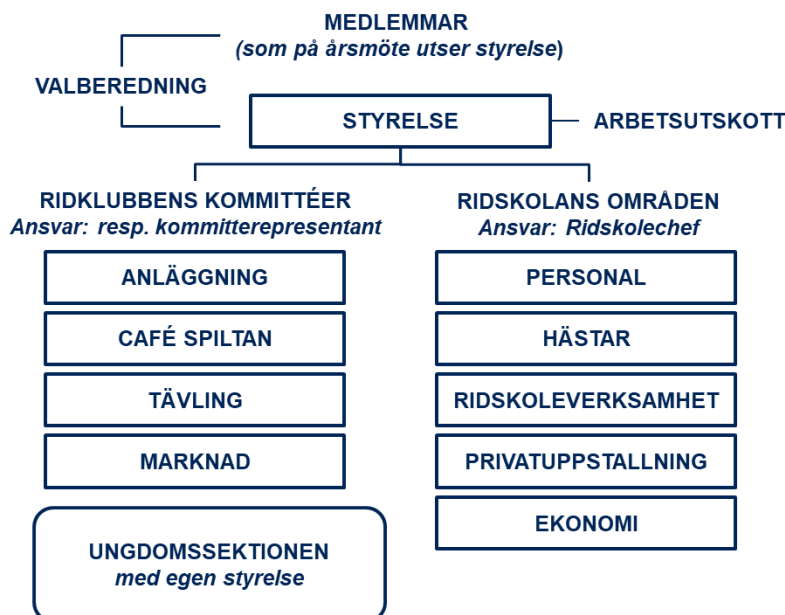 MEDLEMMAR
(som på årsmöte utser styrelse)
VALBEREDNING
STYRELSE
ARBETSUTSKOTT
RIDKLUBBENS KOMMITTÉER
Ansvar: resp. kommitterepresentant
ANLÄGGNING
CAFÉ SPILTAN
TÄVLING
MARKNAD
UNGDOMSSEKTIONEN
med egen styrelse
RIDSKOLANS OMRÅDEN
Ansvar: Ridskolechef
PERSONAL
HÄSTAR
RIDSKOLEVERKSAMHET
PRIVATUPPSTALLNING
EKONOMI